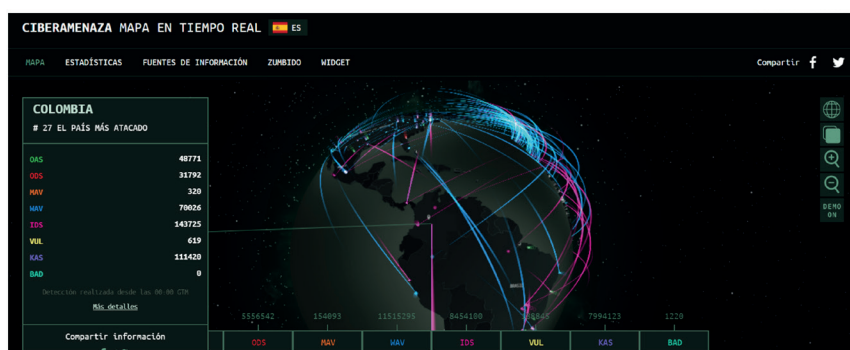 CIBERAMENAZA MAPA EN TIEMPO REAL ES
MAPA ESTADÍSTICAS FUENTES DE INFORMACIÓN ZUMBIDO WIDGET Compartir
COLOMBIA
# 27 EL PAÍS MÁS ATACADO
OAS 48771
ODS 31792
MAV 320
WAV 70026
IDS 143725
VUL 619
KAS 111420
BAD 0
Detección realizada desde las 00:00 GTM
Más detalles
Compartir información
DEMO
ON
5556542 154093 11515295 8454100 7994123 1220
ODS MAV WAV IDS VUL KAS BAD